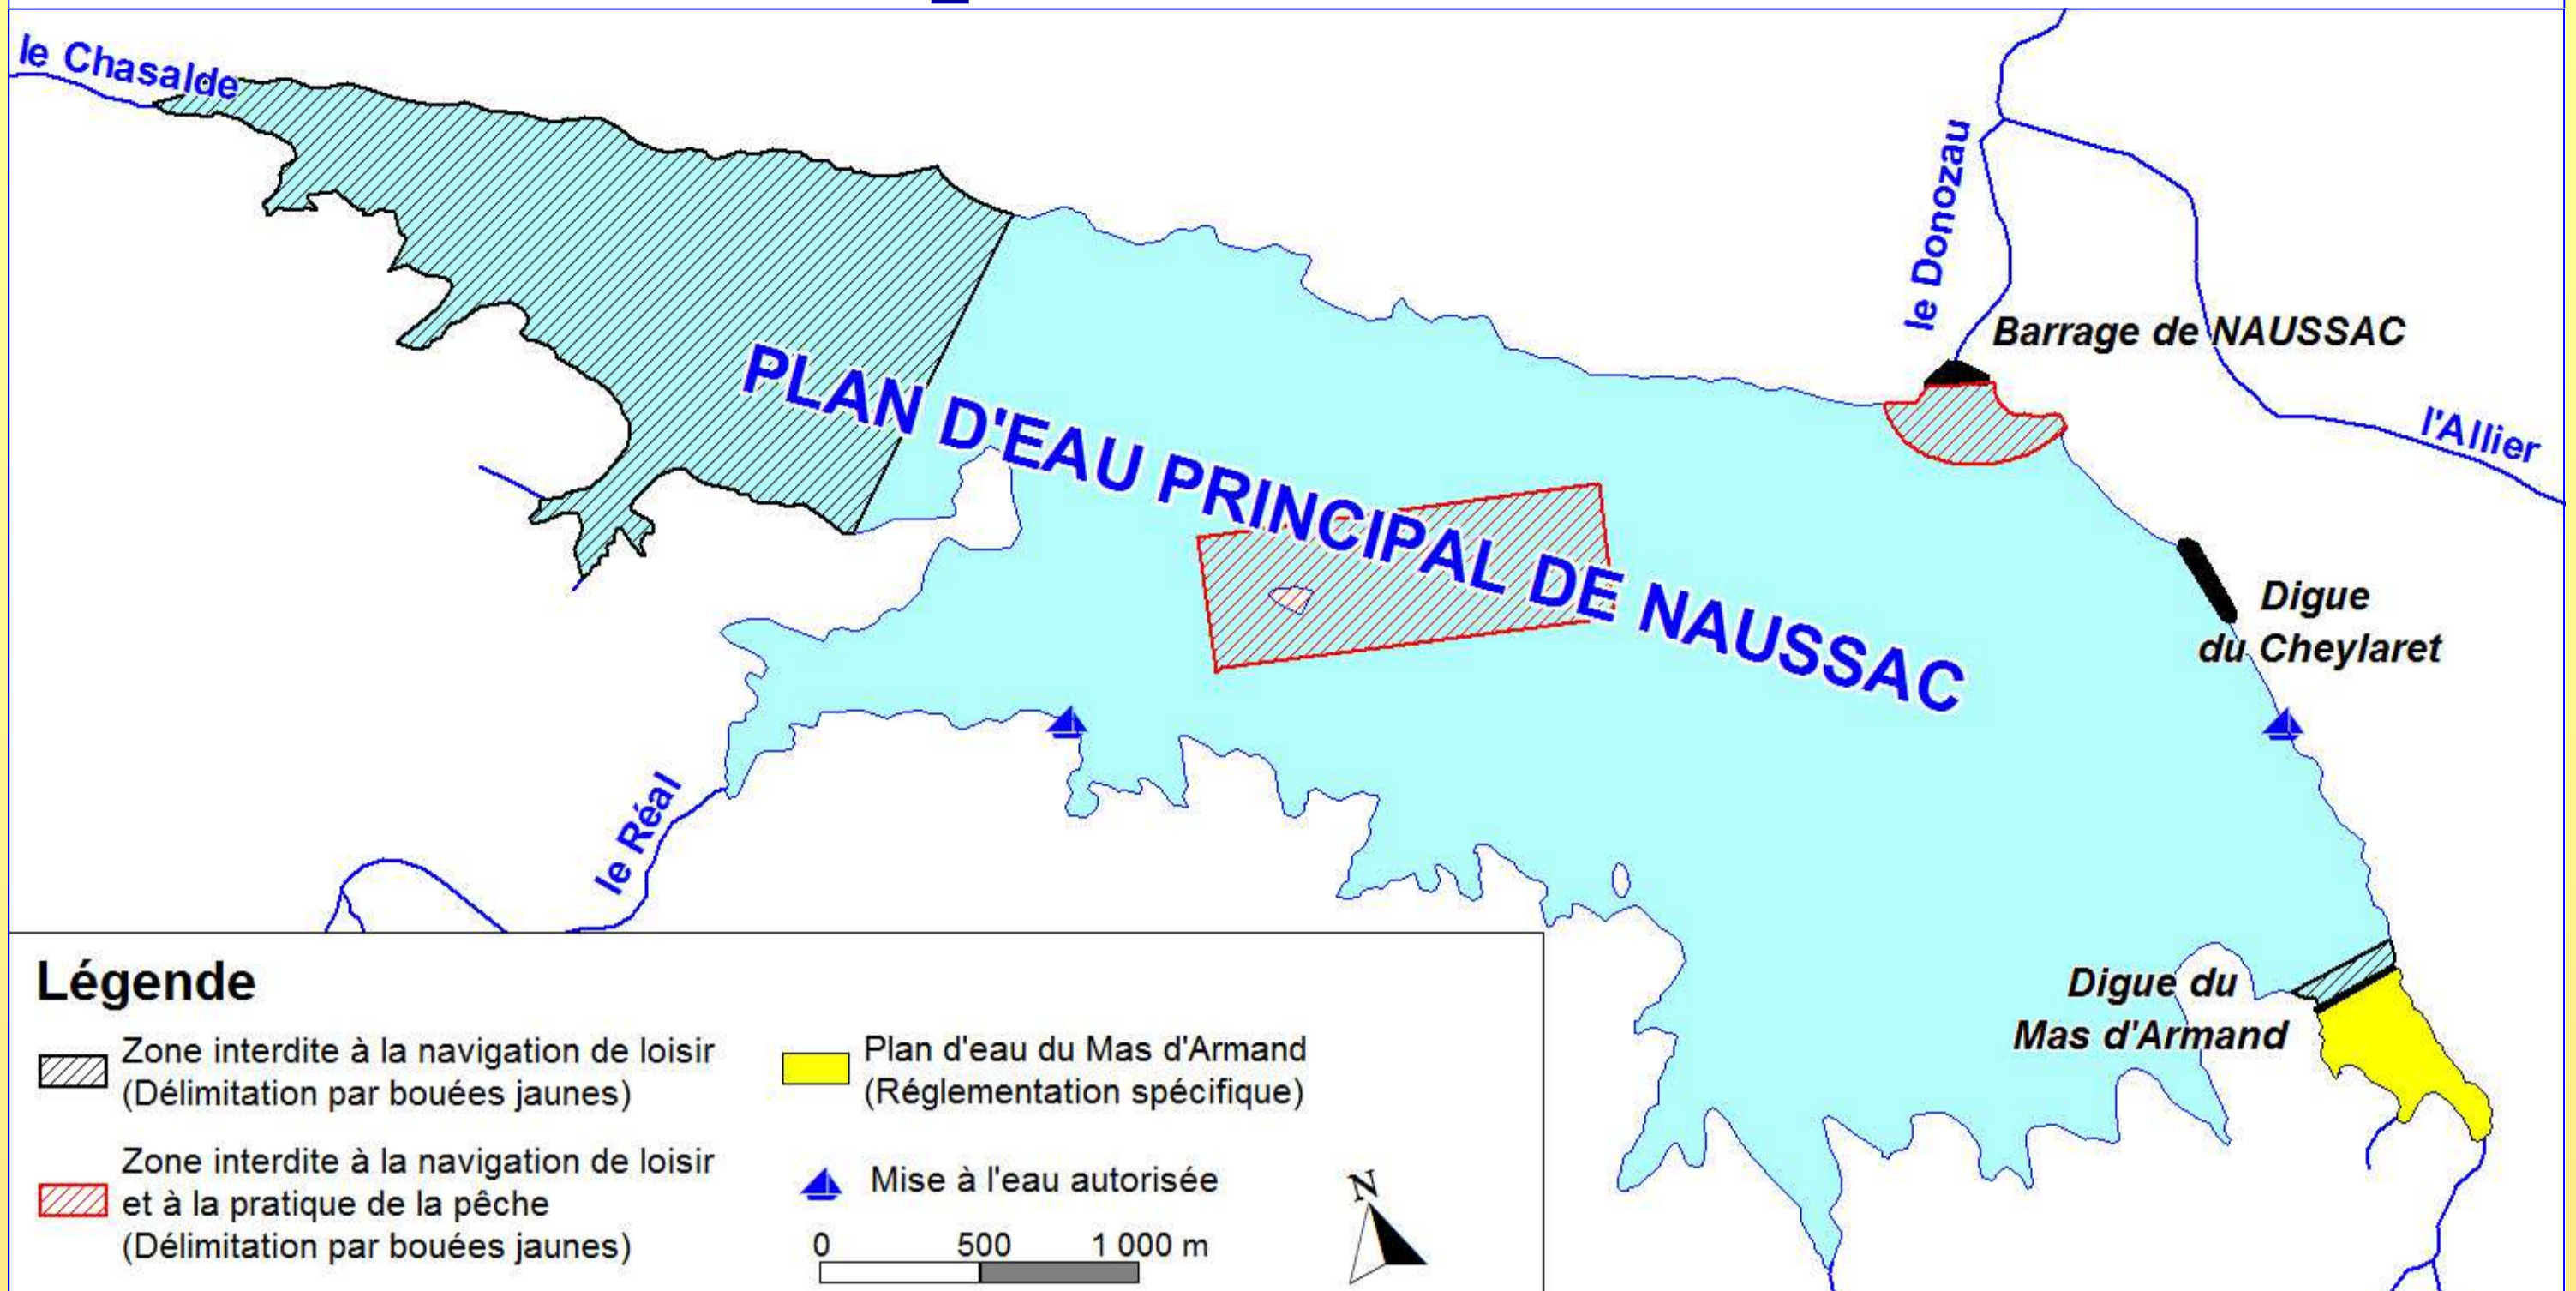 le Chasalde
le Donozau
Barrage de NAUSSAC
l'Allier
PLAN D'EAU PRINCIPAL DE NAUSSAC
Digue
du Cheylaret
le Réal
Digue du
Mas d'Armand
Légende
Zone interdite à la navigation de loisir
(Délimitation par bouées jaunes)
Zone interdite à la navigation de loisir
et à la pratique de la pêche
(Délimitation par bouées jaunes)
Plan d'eau du Mas d'Armand
(Réglementation spécifique)
Mise à l'eau autorisée
0 500 1 000 m
N